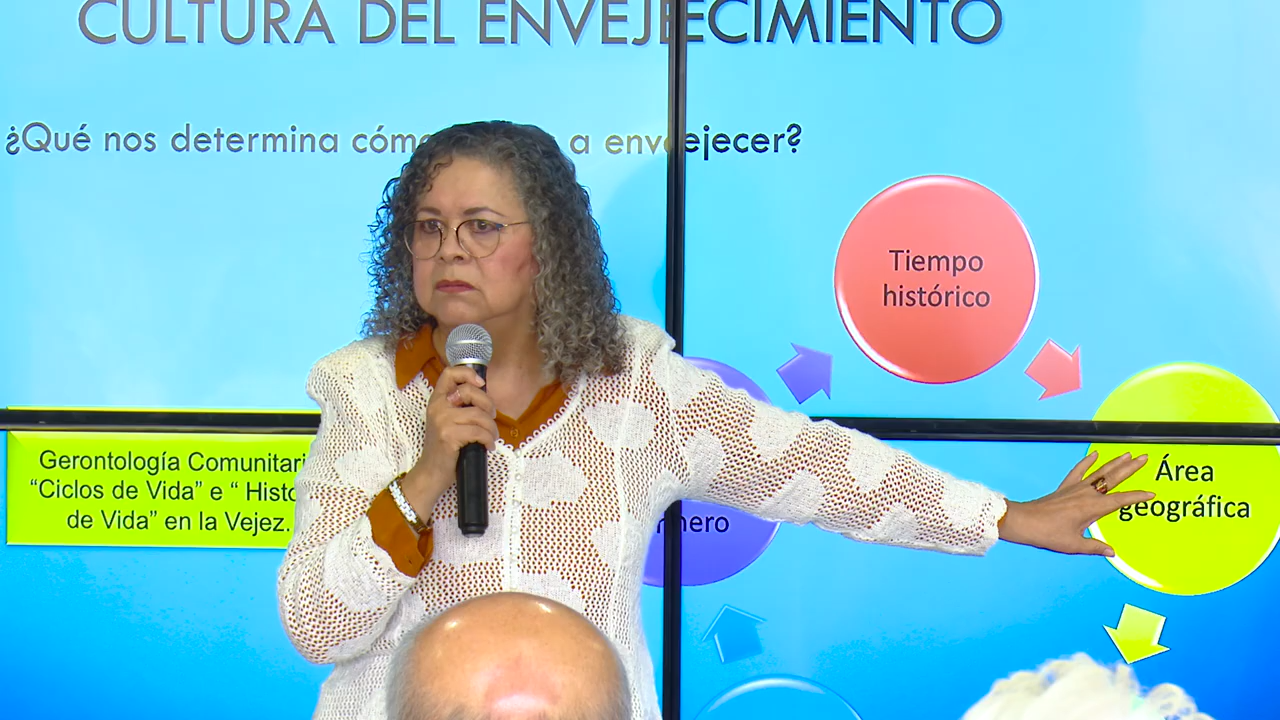 CULTURA DEL ENVEJECIMIENTO
¿Qué nos determina a envejecer?
Tiempo
histórico
Gerontología Comunitari
“Ciclos de Vida” e “ Histo
de Vida” en la Vejez.
nero
Área
geográfica